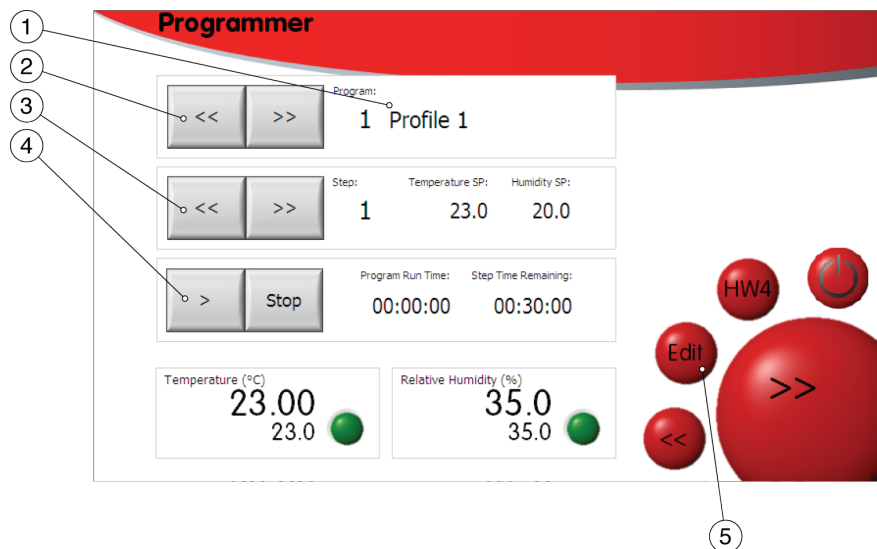 1
Programmer
2
3
4
<< >>
Program:
1 Profile 1
<< >>
Step: Temperature SP: Humidity SP:
1 23.0 20.0
> Stop
Program Run Time: Step Time Remaining:
00:00:00 00:30:00
HW4
Edit
>>
<<
Temperature (°C)
23.00
23.0
Relative Humidity (%)
35.0
35.0
5